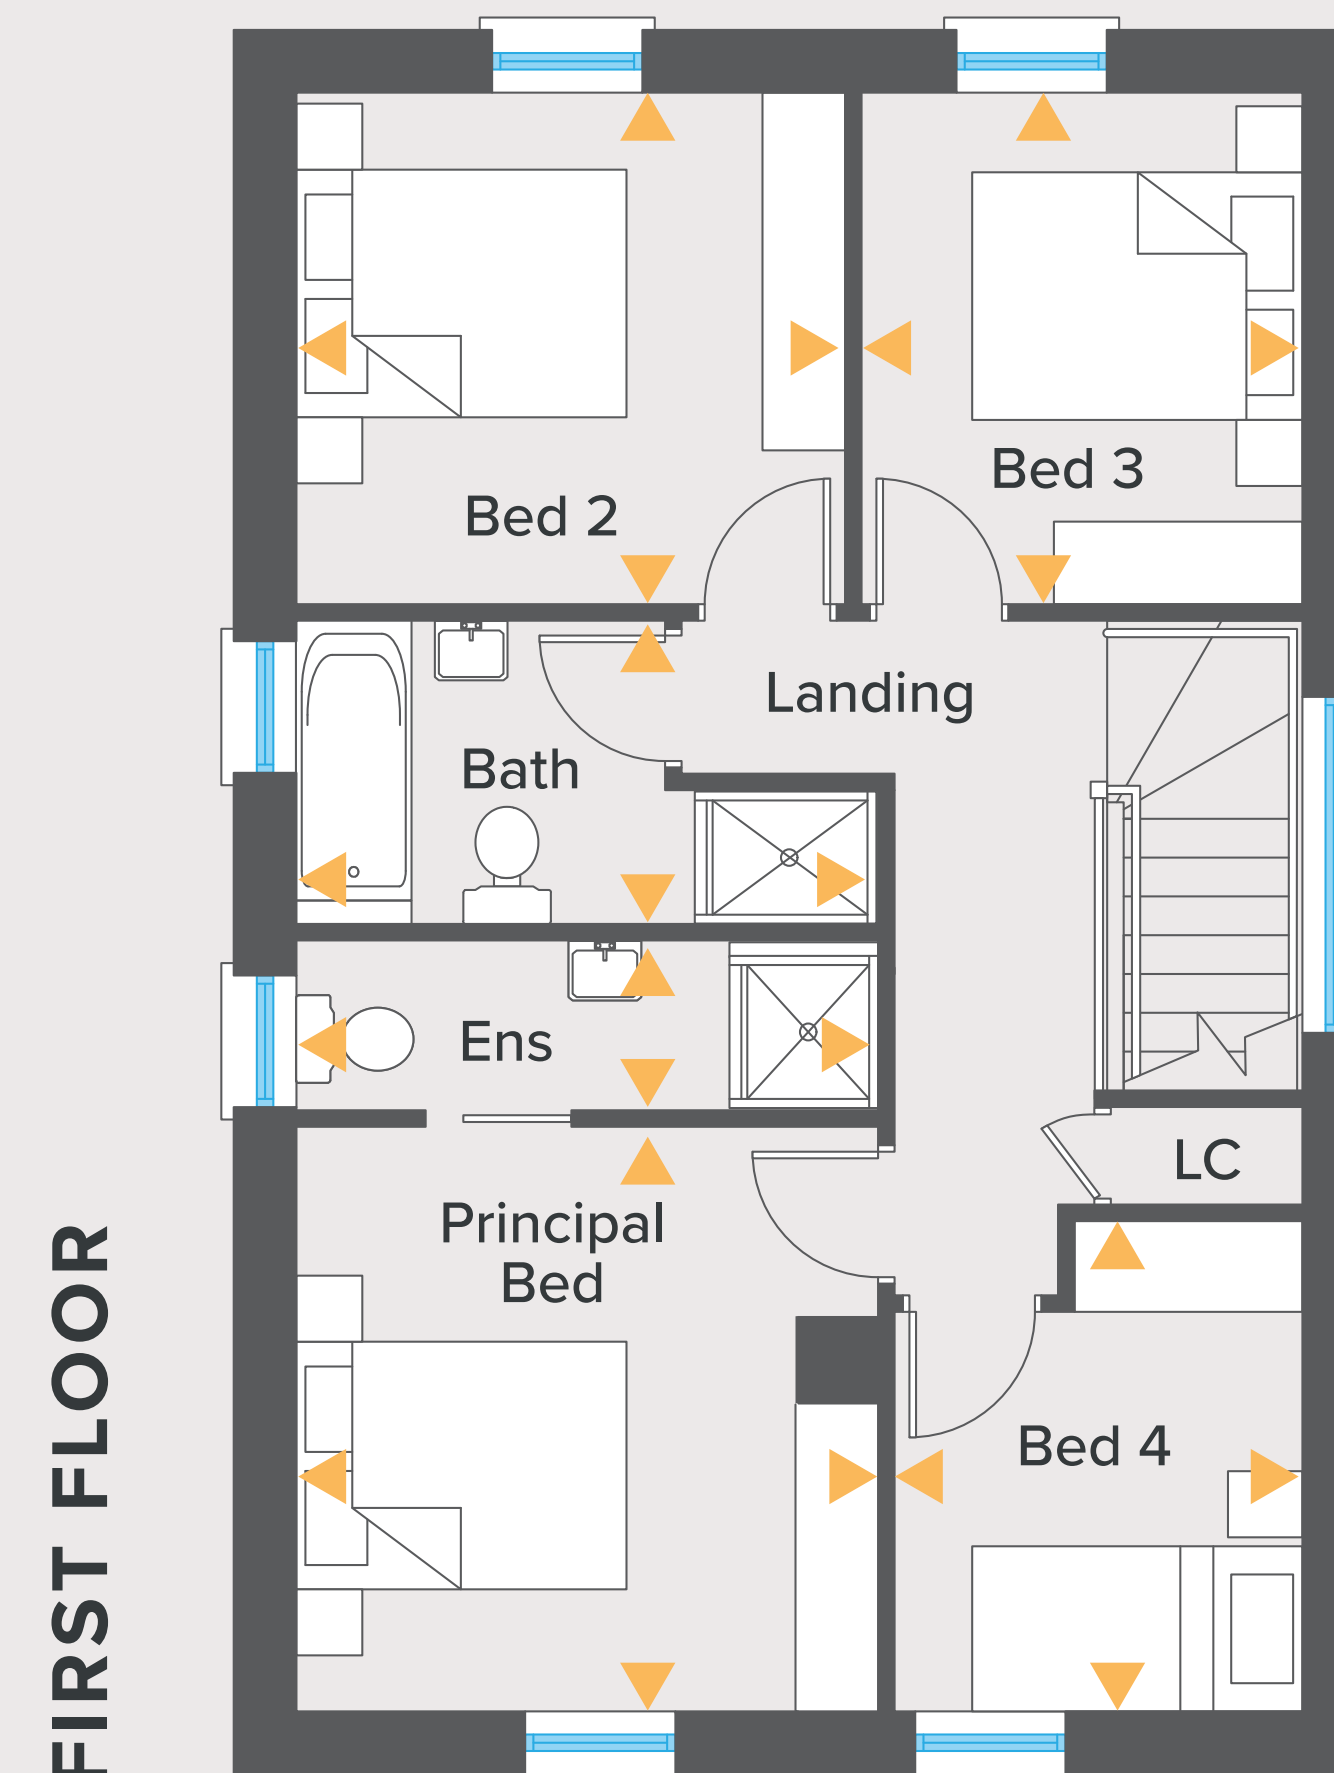 Bed 3
Bed 2
Landing
Bath
Ens
LC
Principal
Bed
Bed 4
FIRST FLOOR